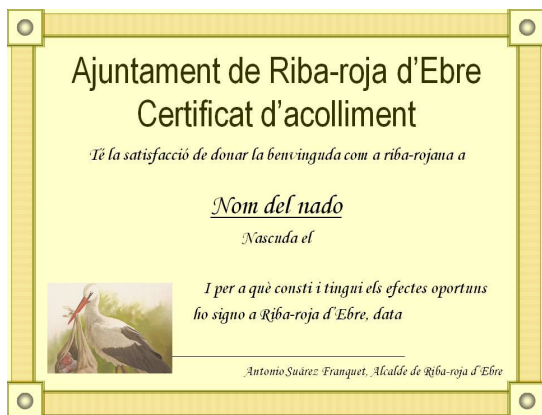 Ajuntament de Riba-roja d'Ebre
Certificat d'acolliment
Té la satisfacció de donar la benvinguda com a riba-rojana a
Nom del nado
Nascuda el
I per a què consti i tingui els efectes oportuns
ho signo a Riba-roja d'Ebre, data
Antonio Suárez Franquet, Alcalde de Riba-roja d'Ebre